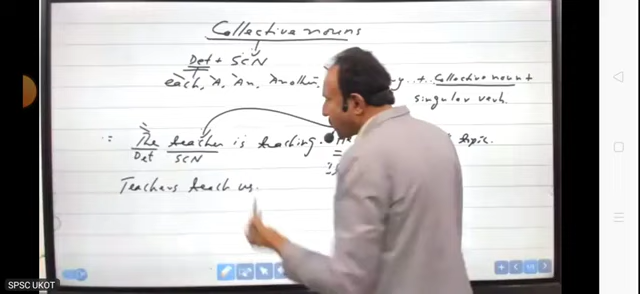 Collective nouns
Det + SCN
each, A, An, Another, + Collective noun +
singular verb.
= The teacher is teaching. topic.
Det SCN
Teachers teach us.
SPSC UKOT